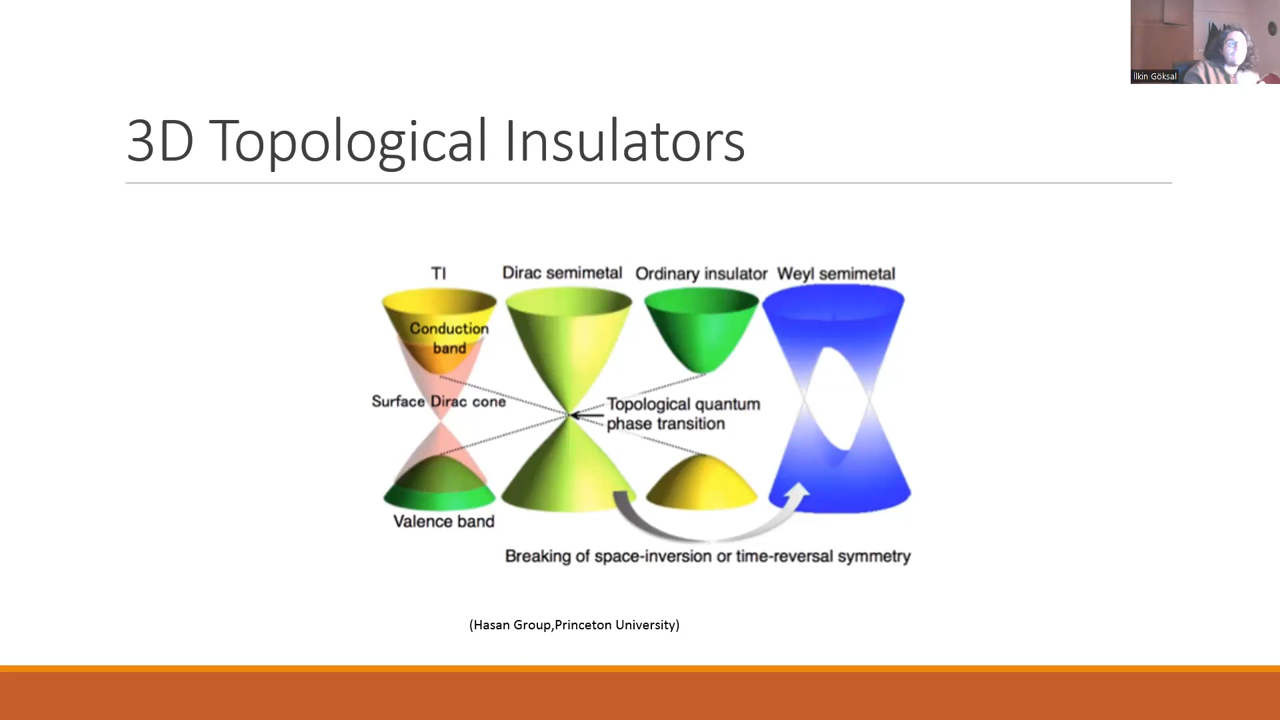 İlkin Göksal
3D Topological Insulators
TI
Dirac semimetal
Ordinary insulator
Weyl semimetal
Conduction
band
Surface Dirac cone
Topological quantum
phase transition
Valence band
Breaking of space-inversion or time-reversal symmetry
(Hasan Group,Princeton University)